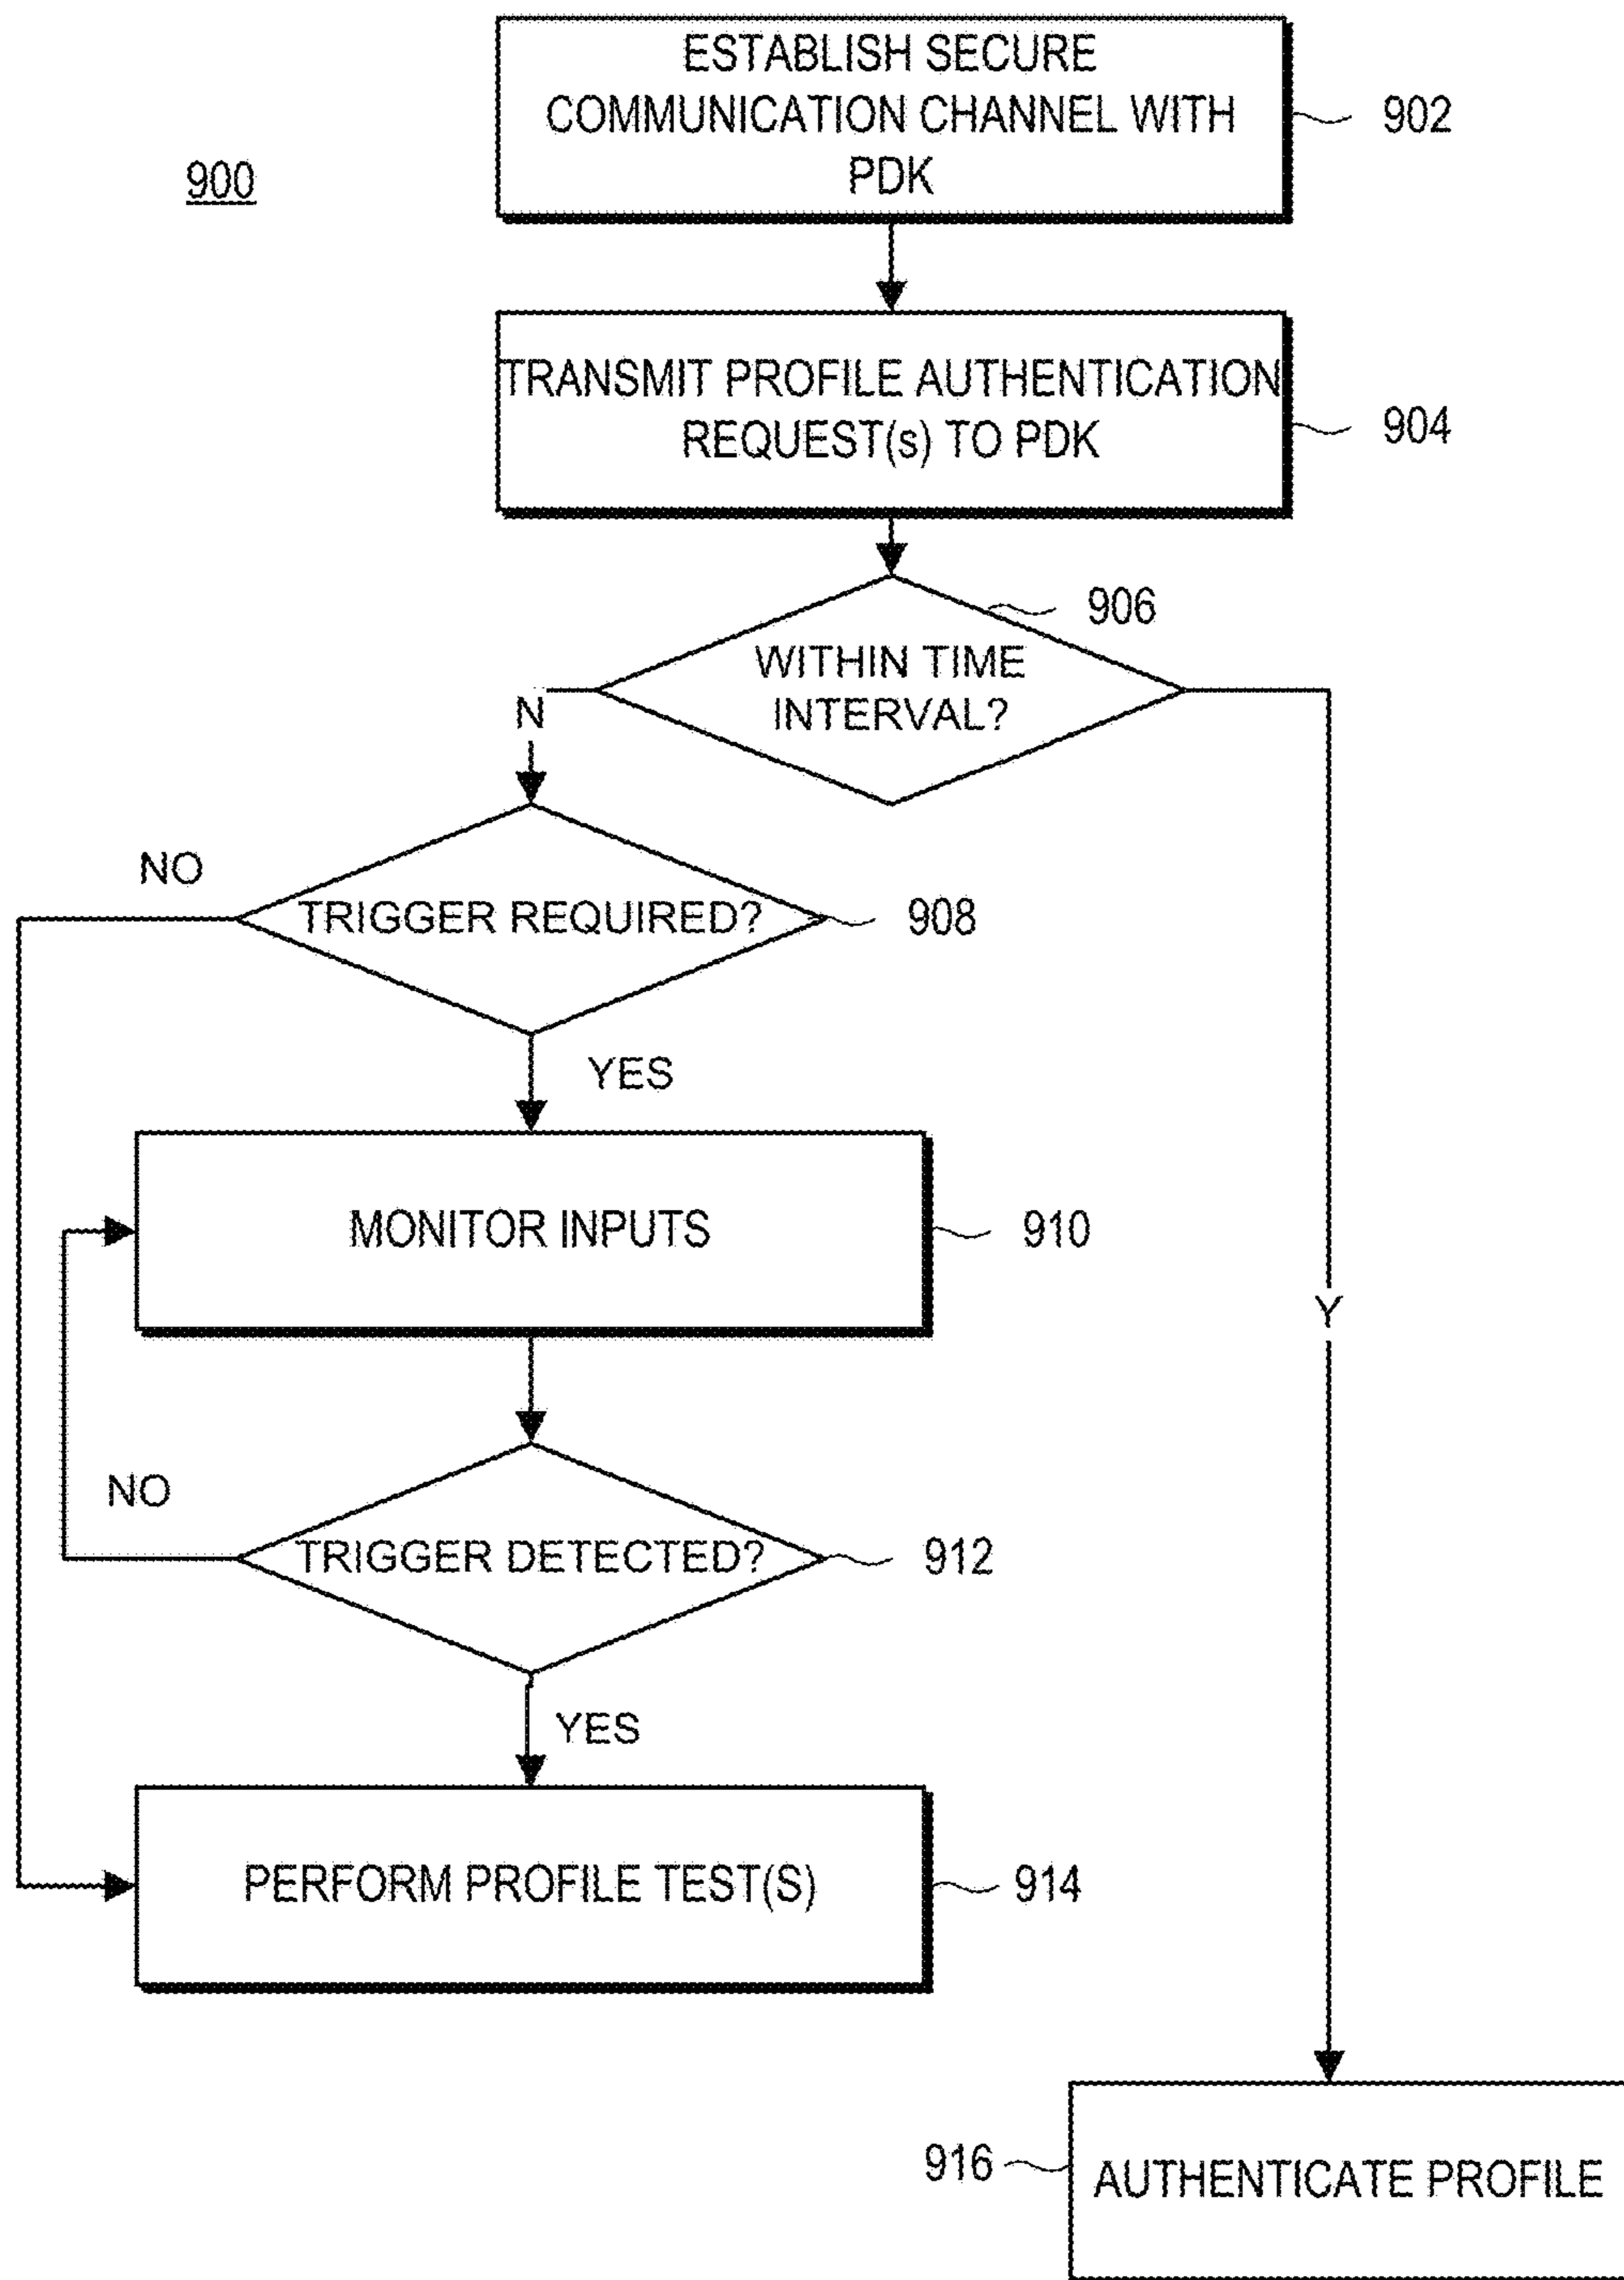 ESTABLISH SECURE
COMMUNICATION CHANNEL WITH
PDK
902
900
TRANSMIT PROFILE AUTHENTICATION
REQUEST(s) TO PDK
904
906
WITHIN TIME
INTERVAL?
N
NO
TRIGGER REQUIRED?
908
YES
MONITOR INPUTS
910
Y
NO
TRIGGER DETECTED?
912
YES
PERFORM PROFILE TEST(S)
914
916
AUTHENTICATE PROFILE